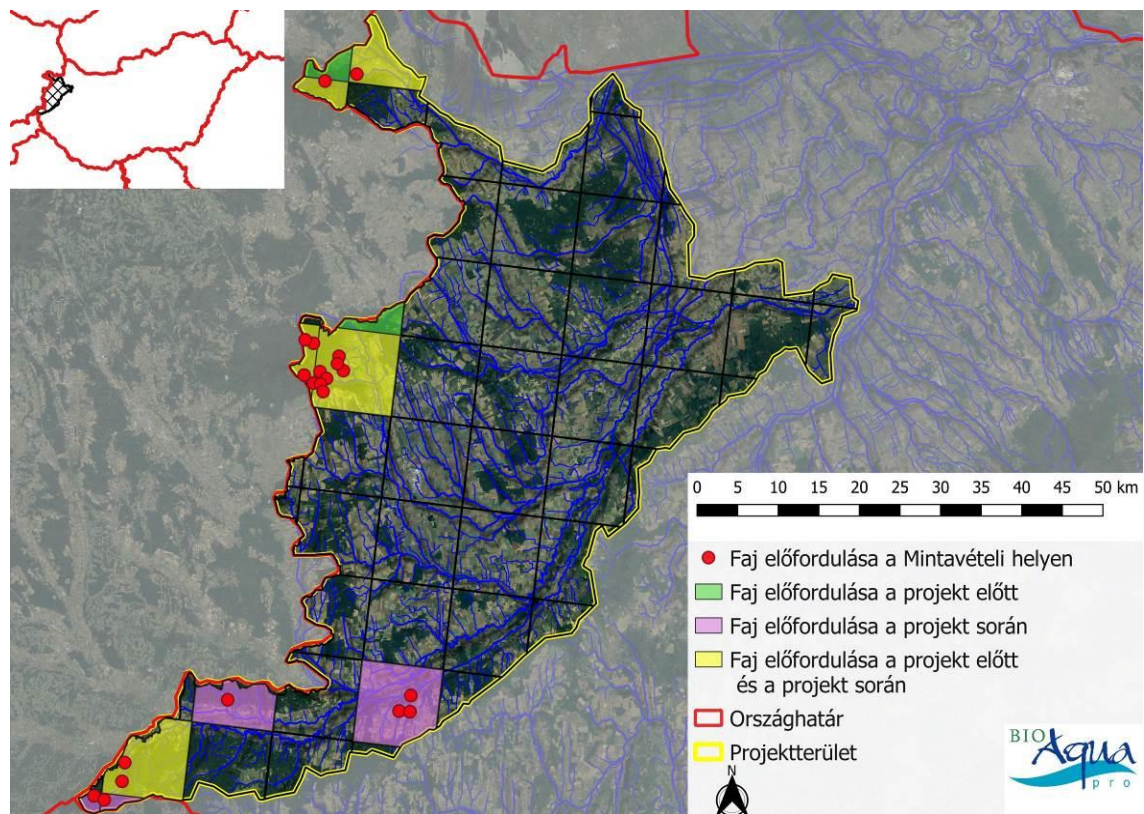 0 5 10 15 20 25 30 35 40 45 50 km
Faj előfordulása a Mintavételi helyen
Faj előfordulása a projekt előtt
Faj előfordulása a projekt során
Faj előfordulása a projekt előtt
és a projekt során
Országhatár
Projektterület
N
BIO
Aqua
pro